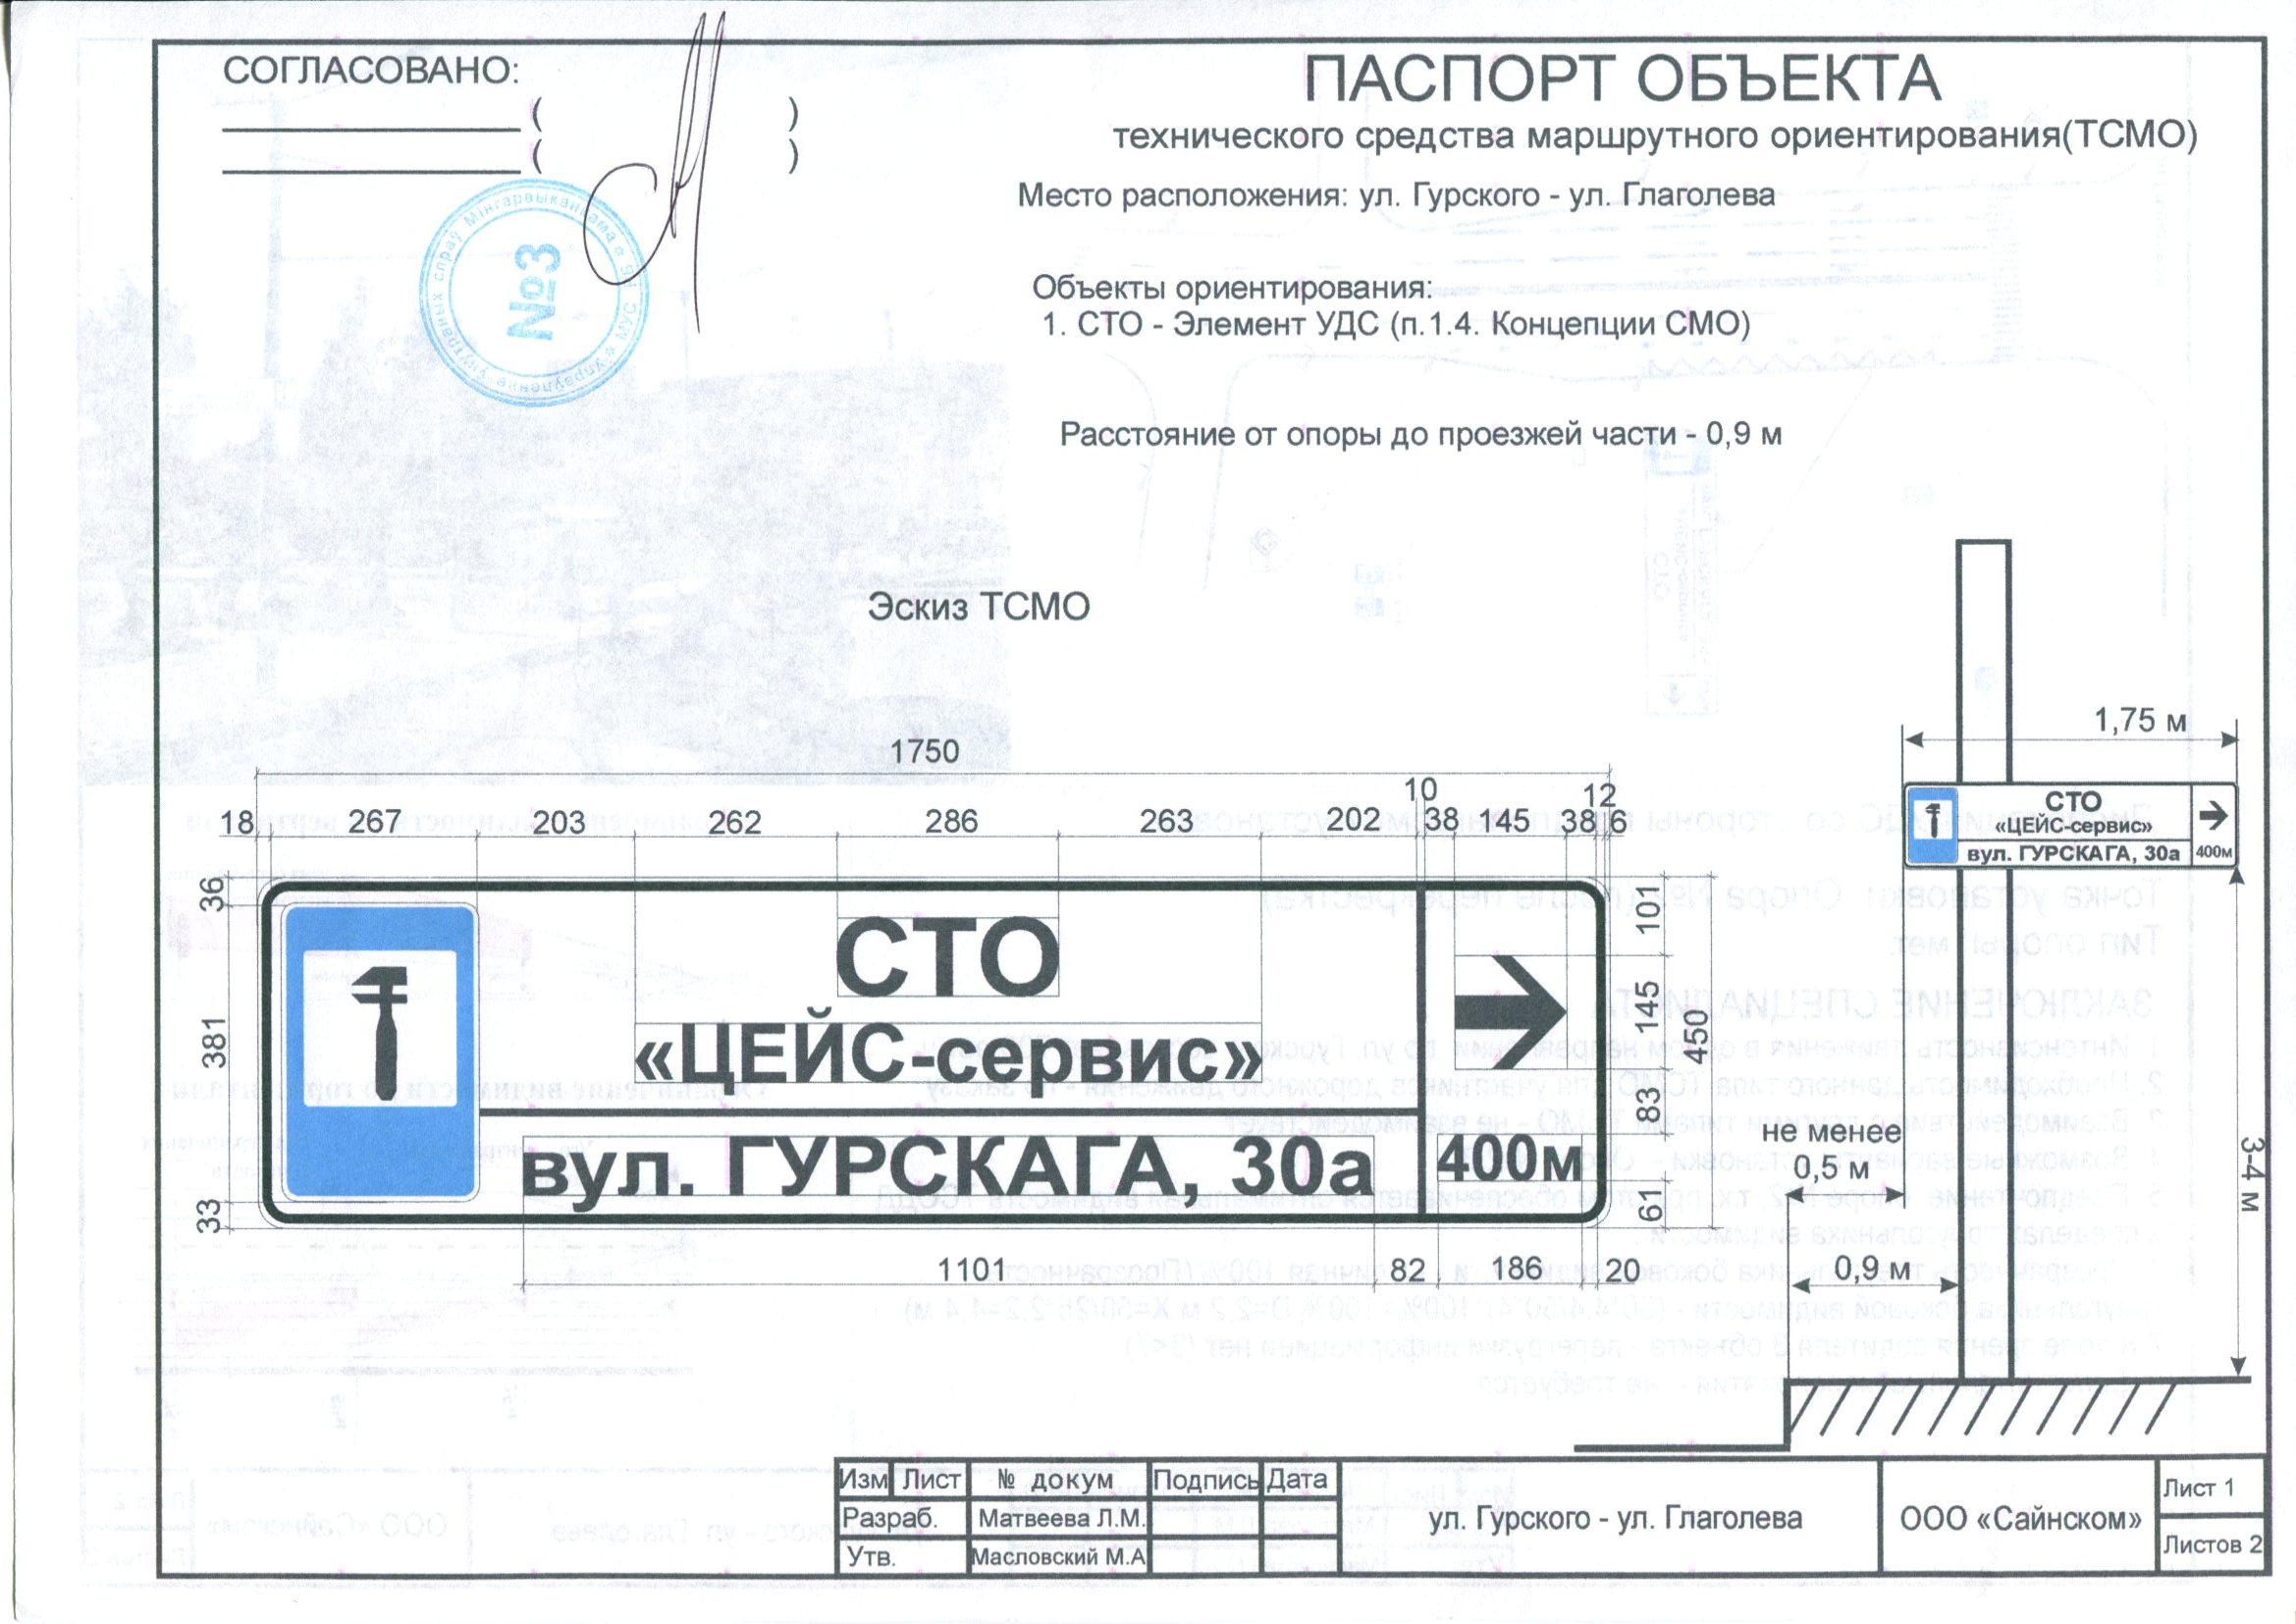 СОГЛАСОВАНО:
( )
( )
№3
Упраўленне унутраных спраў Мінгарвыканкама
МУС РБ
ПАСПОРТ ОБЪЕКТА
технического средства маршрутного ориентирования(ТСМО)
Место расположения: ул. Гурского - ул. Глаголева
Объекты ориентирования:
1. СТО - Элемент УДС (п.1.4. Концепции СМО)
Расстояние от опоры до проезжей части - 0,9 м
Эскиз ТСМО
1750
18 267 203 262 286 263 202 10 38 145 38 12 6
36
381
33
СТО
«ЦЕЙС-сервис»
вул. ГУРСКАГА, 30а
400м
101
145
83
61
450
1101 82 186 20
1,75 м
СТО
«ЦЕЙС-сервис»
вул. ГУРСКАГА, 30а
400м
не менее
0,5 м
0,9 м
3-4 м
Изм Лист № докум Подпись Дата
Разраб. Матвеева Л.М.
Утв. Масловский М.А
ул. Гурского - ул. Глаголева
ООО «Сайнском»
Лист 1
Листов 2